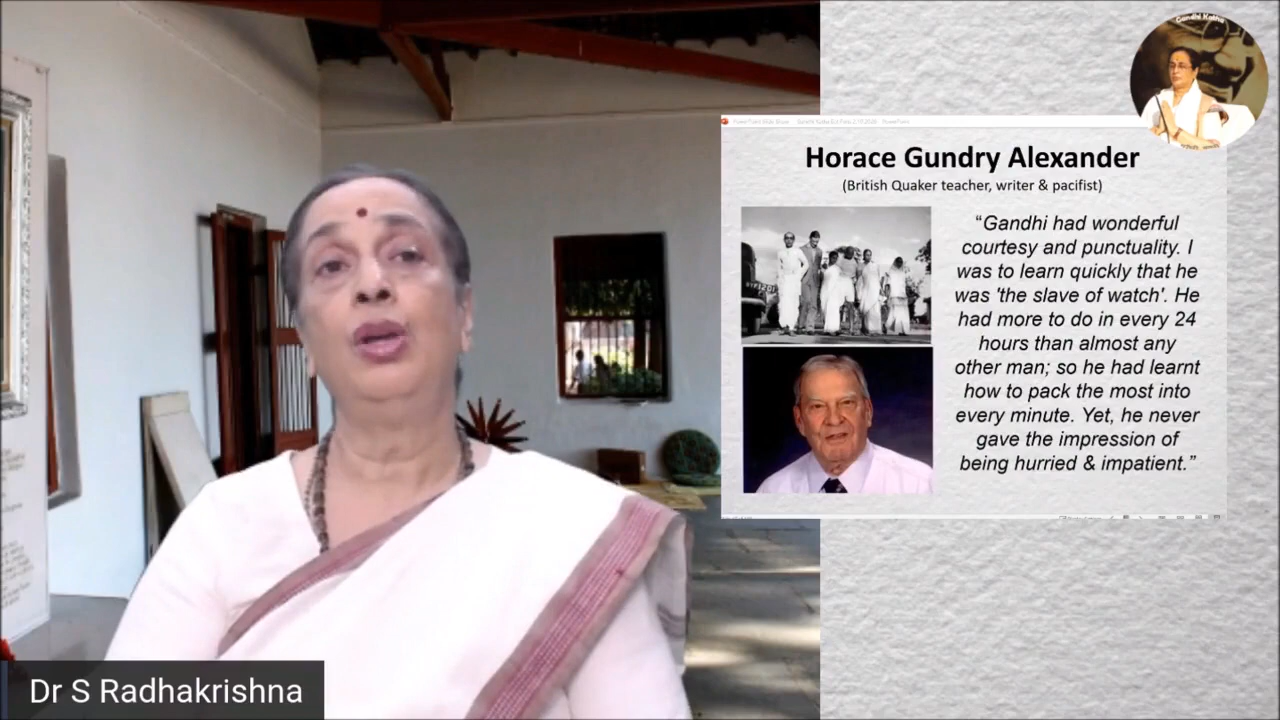 Gandhi Katha
Horace Gundry Alexander
(British Quaker teacher, writer & pacifist)
“Gandhi had wonderful
courtesy and punctuality. I
was to learn quickly that he
was 'the slave of watch'. He
had more to do in every 24
hours than almost any
other man; so he had learnt
how to pack the most into
every minute. Yet, he never
gave the impression of
being hurried & impatient.”
Dr S Radhakrishna